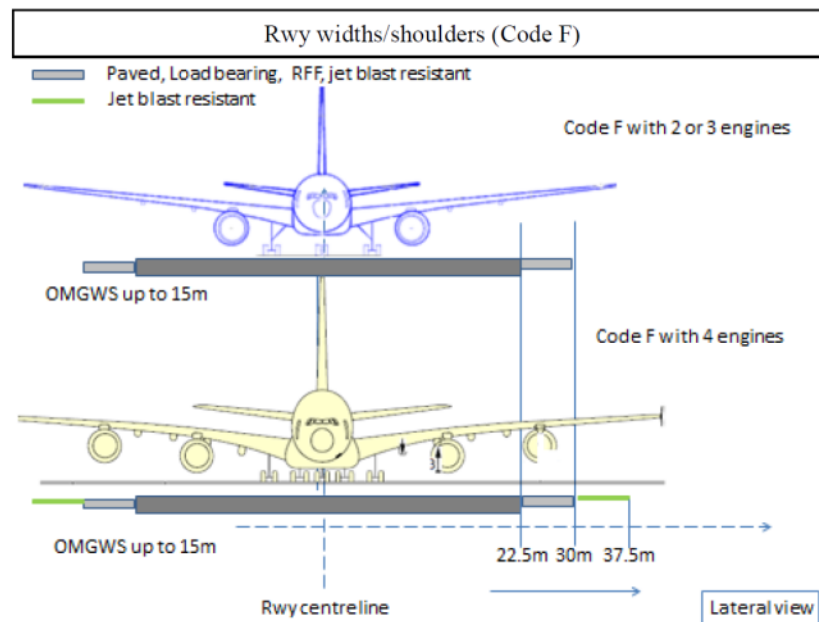 Rwy widths/shoulders (Code F)
Paved, Load bearing, RFF, jet blast resistant
Jet blast resistant
Code F with 2 or 3 engines
OMGWS up to 15m
Code F with 4 engines
3
OMGWS up to 15m
22.5m 30m 37.5m
Rwy centreline
Lateral view